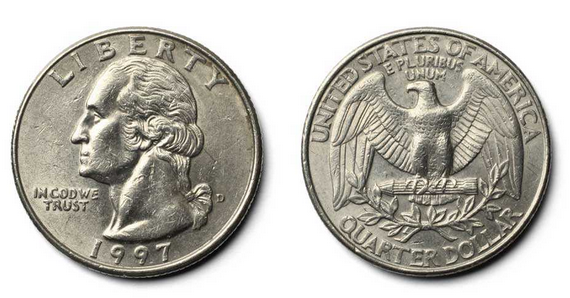 LIBERTY
IN GOD WE
TRUST
D
1997
UNITED STATES OF AMERICA
E PLURIBUS
UNUM
QUARTER DOLLAR